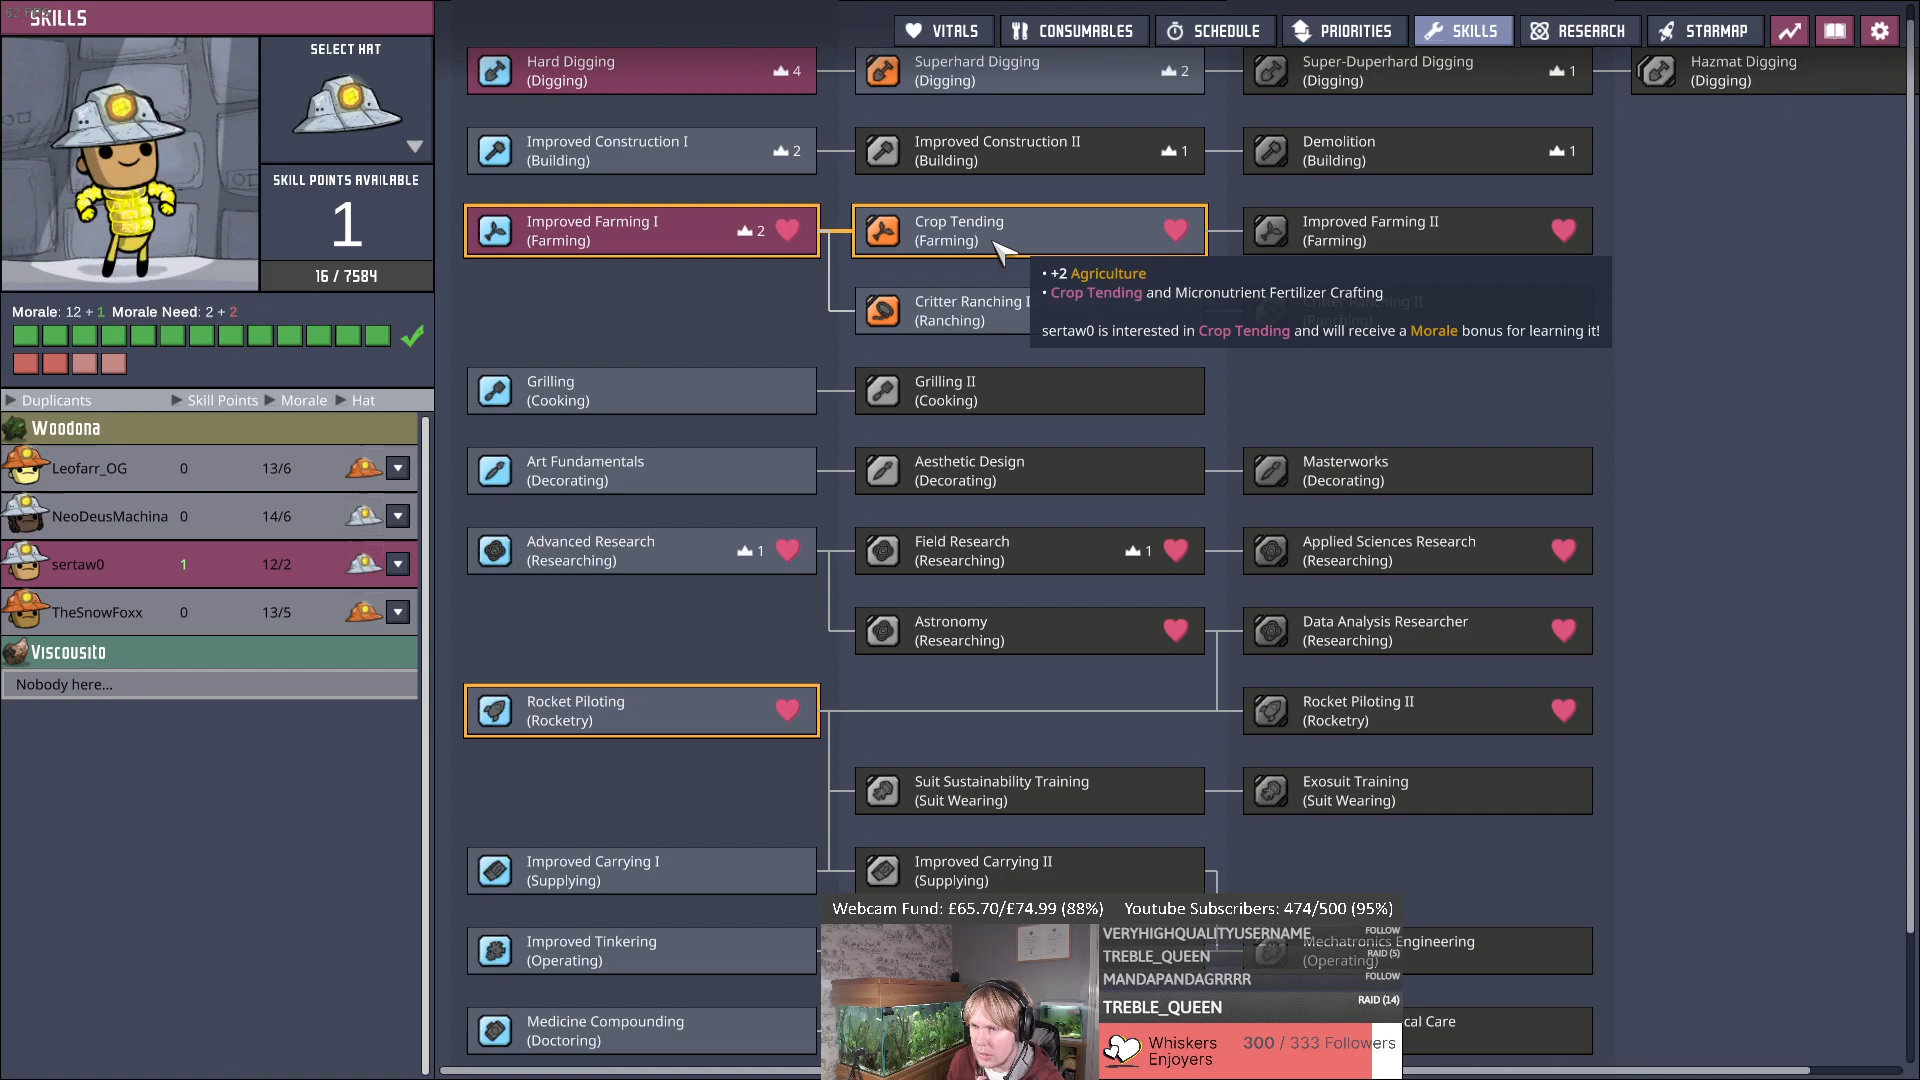 62 FPS
SKILLS
VITALS
CONSUMABLES
SCHEDULE
PRIORITIES
SKILLS
RESEARCH
STARMAP
SELECT HAT
SKILL POINTS AVAILABLE
1
16 / 7584
Morale: 12 + 1 Morale Need: 2 + 2
Duplicants Skill Points Morale Hat
Woodona
Leofarr_OG 0 13/6
NeoDeusMachina 0 14/6
sertaw0 1 12/2
TheSnowFoxx 0 13/5
Viscousito
Nobody here...
Hard Digging
(Digging)
4
Superhard Digging
(Digging)
2
Super-Duperhard Digging
(Digging)
1
Hazmat Digging
(Digging)
Improved Construction I
(Building)
2
Improved Construction II
(Building)
1
Demolition
(Building)
1
Improved Farming I
(Farming)
2
Crop Tending
(Farming)
Improved Farming II
(Farming)
• +2 Agriculture
• Crop Tending and Micronutrient Fertilizer Crafting
sertaw0 is interested in Crop Tending and will receive a Morale bonus for learning it!
Critter Ranching I
(Ranching)
Critter Ranching II
(Ranching)
Grilling
(Cooking)
Grilling II
(Cooking)
Art Fundamentals
(Decorating)
Aesthetic Design
(Decorating)
Masterworks
(Decorating)
Advanced Research
(Researching)
1
Field Research
(Researching)
1
Applied Sciences Research
(Researching)
Astronomy
(Researching)
Data Analysis Researcher
(Researching)
Rocket Piloting
(Rocketry)
Rocket Piloting II
(Rocketry)
Suit Sustainability Training
(Suit Wearing)
Exosuit Training
(Suit Wearing)
Improved Carrying I
(Supplying)
Improved Carrying II
(Supplying)
Improved Tinkering
(Operating)
Mechatronics Engineering
(Operating)
Medicine Compounding
(Doctoring)
cal Care
Webcam Fund: £65.70/£74.99 (88%) Youtube Subscribers: 474/500 (95%)
VERYHIGHQUALITYUSERNAME_ FOLLOW
TREBLE_QUEEN RAID (5)
MANDAPANDAGRRRR FOLLOW
TREBLE_QUEEN RAID (14)
Whiskers
Enjoyers
300 / 333 Followers